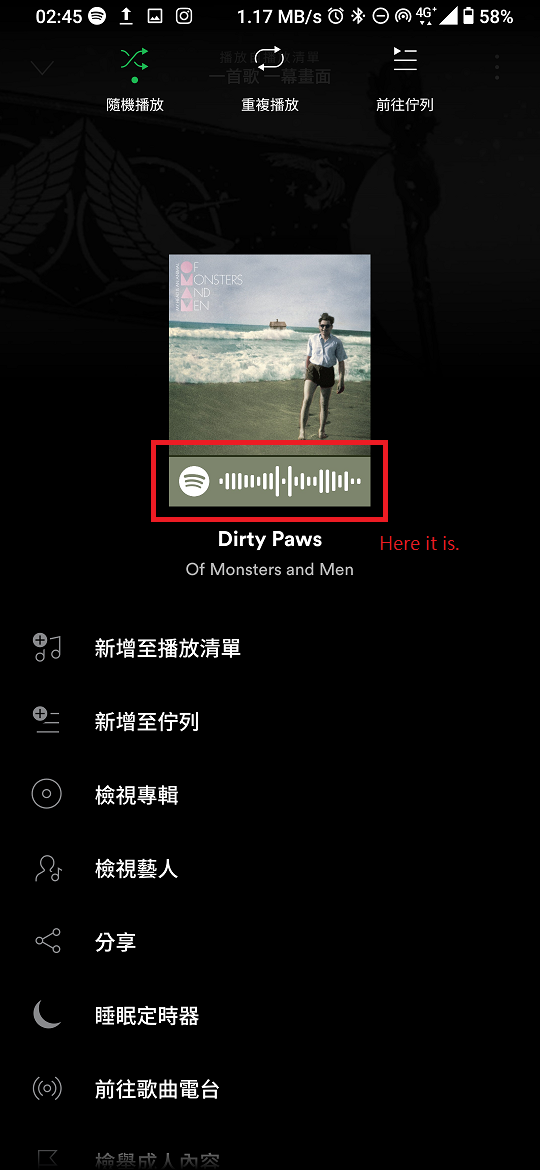 02:45 1.17 MB/s 4G+ 58%
播放自播放清單
一首歌 一幕畫面
隨機播放 重複播放 前往佇列
OF
MONSTERS
AND
MEN
Dirty Paws
Here it is.
Of Monsters and Men
新增至播放清單
新增至佇列
檢視專輯
檢視藝人
分享
睡眠定時器
前往歌曲電台
檢舉成人內容